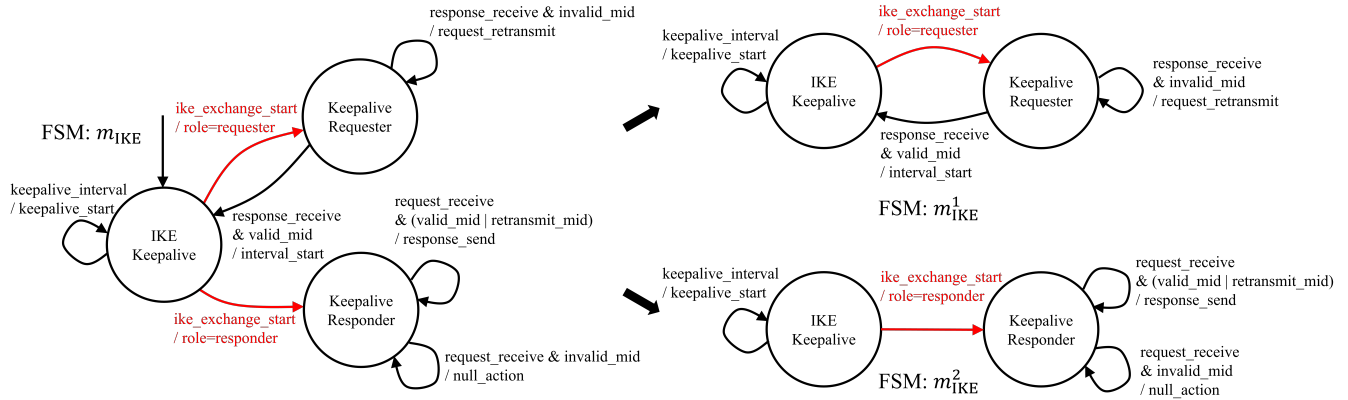 response_receive & invalid_mid
/ request_retransmit
Keepalive
Requester
ike_exchange_start
/ role=requester
FSM: m_IKE
keepalive_interval
/ keepalive_start
IKE
Keepalive
response_receive
& valid_mid
/ interval_start
request_receive
& (valid_mid | retransmit_mid)
/ response_send
Keepalive
Responder
ike_exchange_start
/ role=responder
request_receive & invalid_mid
/ null_action
keepalive_interval
/ keepalive_start
IKE
Keepalive
ike_exchange_start
/ role=requester
Keepalive
Requester
response_receive
& invalid_mid
/ request_retransmit
response_receive
& valid_mid
/ interval_start
FSM: m^1_IKE
keepalive_interval
/ keepalive_start
IKE
Keepalive
ike_exchange_start
/ role=responder
Keepalive
Responder
request_receive
& (valid_mid | retransmit_mid)
/ response_send
request_receive
& invalid_mid
/ null_action
FSM: m^2_IKE